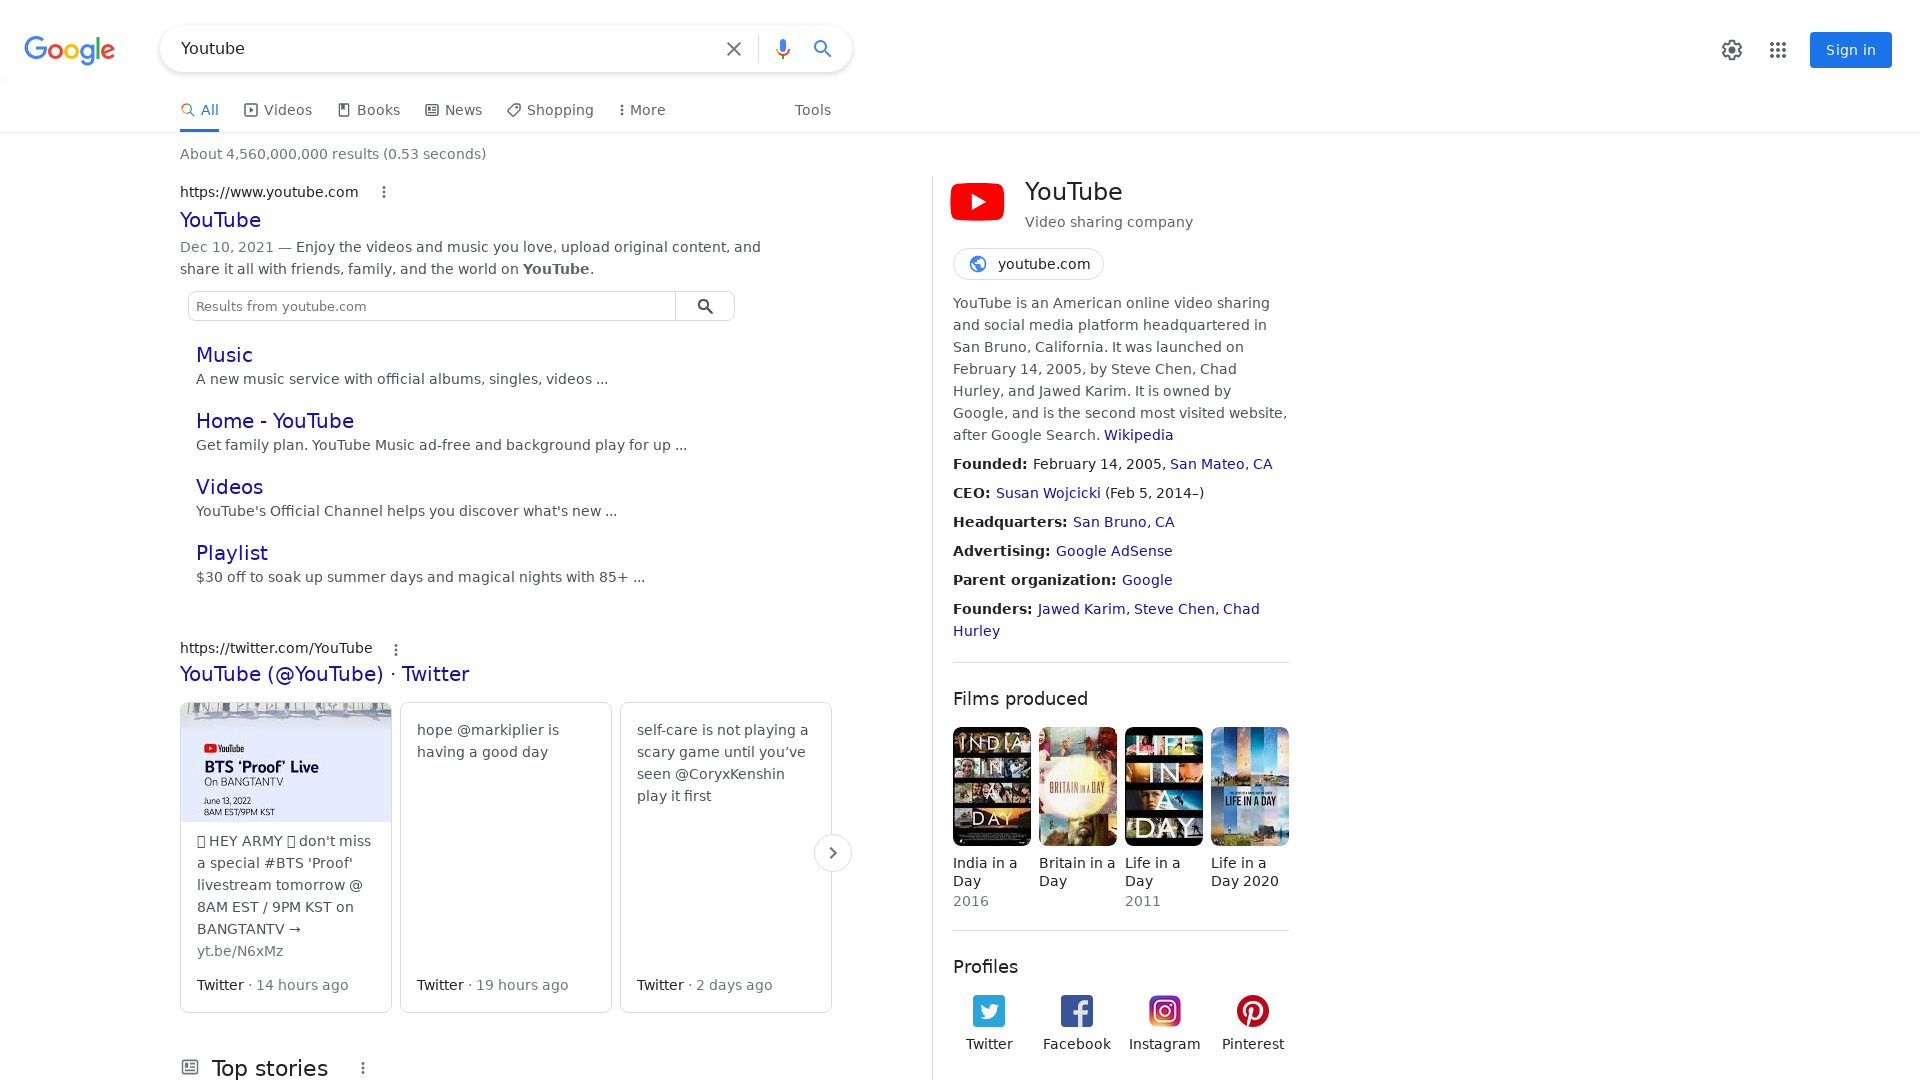 Google
Youtube
Sign in
All
Videos
Books
News
Shopping
More
Tools
About 4,560,000,000 results (0.53 seconds)
https://www.youtube.com
YouTube
Dec 10, 2021 — Enjoy the videos and music you love, upload original content, and
share it all with friends, family, and the world on YouTube.
Results from youtube.com
Music
A new music service with official albums, singles, videos ...
Home - YouTube
Get family plan. YouTube Music ad-free and background play for up ...
Videos
YouTube's Official Channel helps you discover what's new ...
Playlist
$30 off to soak up summer days and magical nights with 85+ ...
https://twitter.com/YouTube
YouTube (@YouTube) · Twitter
YouTube
BTS ‘Proof’ Live
On BANGTANTV
June 13, 2022
8AM EST/9PM KST
HEY ARMY don't miss
a special #BTS 'Proof'
livestream tomorrow @
8AM EST / 9PM KST on
BANGTANTV →
yt.be/N6xMz
Twitter · 14 hours ago
hope @markiplier is
having a good day
Twitter · 19 hours ago
self-care is not playing a
scary game until you’ve
seen @CoryxKenshin
play it first
Twitter · 2 days ago
Top stories
YouTube
Video sharing company
youtube.com
YouTube is an American online video sharing
and social media platform headquartered in
San Bruno, California. It was launched on
February 14, 2005, by Steve Chen, Chad
Hurley, and Jawed Karim. It is owned by
Google, and is the second most visited website,
after Google Search. Wikipedia
Founded: February 14, 2005, San Mateo, CA
CEO: Susan Wojcicki (Feb 5, 2014–)
Headquarters: San Bruno, CA
Advertising: Google AdSense
Parent organization: Google
Founders: Jawed Karim, Steve Chen, Chad
Hurley
Films produced
INDIA
IN
A
DAY
BRITAIN IN A DAY
LIFE
IN
A
DAY
LIFE IN A DAY
India in a
Day
2016
Britain in a
Day
Life in a
Day
2011
Life in a
Day 2020
Profiles
Twitter
Facebook
Instagram
Pinterest